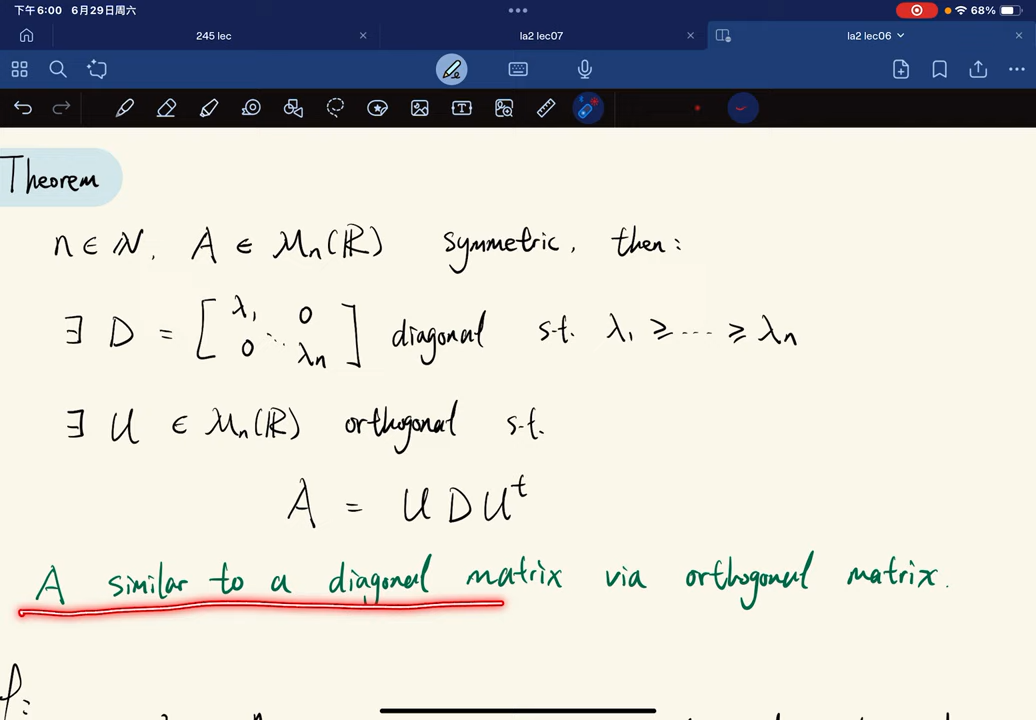 下午6:00 6月29日周六 68%
245 lec la2 lec07 la2 lec06
Theorem
n ∈ ℕ, A ∈ Mn(ℝ) symmetric, then:
∃ D = [λ1 0 ⋱ 0 λn] diagonal s.t. λ1 ≥ ⋯ ≥ λn
∃ U ∈ Mn(ℝ) orthogonal s.t.
A = U D U^t
A similar to a diagonal matrix via orthogonal matrix.